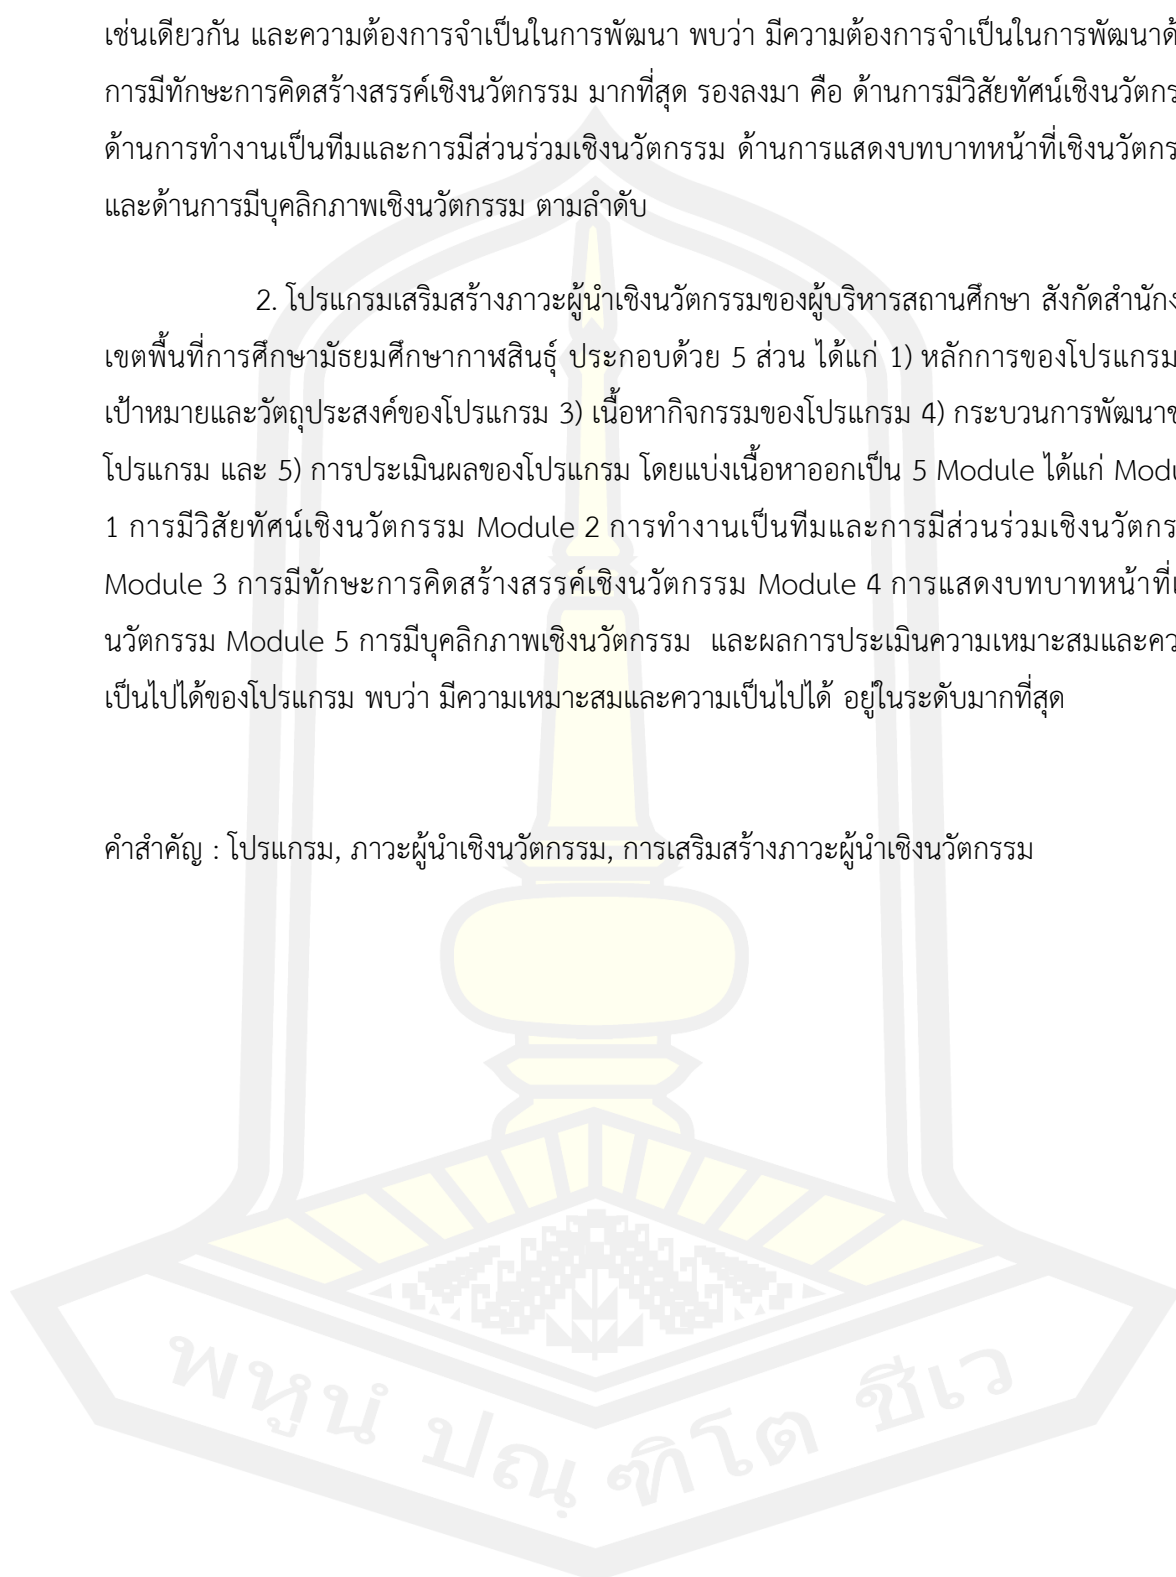 เช่นเดียวกัน และความต้องการจำเป็นในการพัฒนา พบว่า มีความต้องการจำเป็นในการพัฒนา
การมีทักษะการคิดสร้างสรรค์เชิงนวัตกรรม มากที่สุด รองลงมา คือ ด้านการมีวิสัยทัศน์เชิงนวัตกร
ด้านการทำงานเป็นทีมและการมีส่วนร่วมเชิงนวัตกรรม ด้านการแสดงบทบาทหน้าที่เชิงนวัตกร
และด้านการมีบุคลิกภาพเชิงนวัตกรรม ตามลำดับ
2. โปรแกรมเสริมสร้างภาวะผู้นำเชิงนวัตกรรมของผู้บริหารสถานศึกษา สังกัดสำนัก
เขตพื้นที่การศึกษามัธยมศึกษากาฬสินธุ์ ประกอบด้วย 5 ส่วน ได้แก่ 1) หลักการของโปรแกรม
เป้าหมายและวัตถุประสงค์ของโปรแกรม 3) เนื้อหากิจกรรมของโปรแกรม 4) กระบวนการพัฒนา
โปรแกรม และ 5) การประเมินผลของโปรแกรม โดยแบ่งเนื้อหาออกเป็น 5 Module ได้แก่ Modu
1 การมีวิสัยทัศน์เชิงนวัตกรรม Module 2 การทำงานเป็นทีมและการมีส่วนร่วมเชิงนวัตกร
Module 3 การมีทักษะการคิดสร้างสรรค์เชิงนวัตกรรม Module 4 การแสดงบทบาทหน้าที่
นวัตกรรม Module 5 การมีบุคลิกภาพเชิงนวัตกรรม และผลการประเมินความเหมาะสมและคว
เป็นไปได้ของโปรแกรม พบว่า มีความเหมาะสมและความเป็นไปได้ อยู่ในระดับมากที่สุด
คำสำคัญ : โปรแกรม, ภาวะผู้นำเชิงนวัตกรรม, การเสริมสร้างภาวะผู้นำเชิงนวัตกรรม
พหูนํ ปณฺฑิโต ชีเว